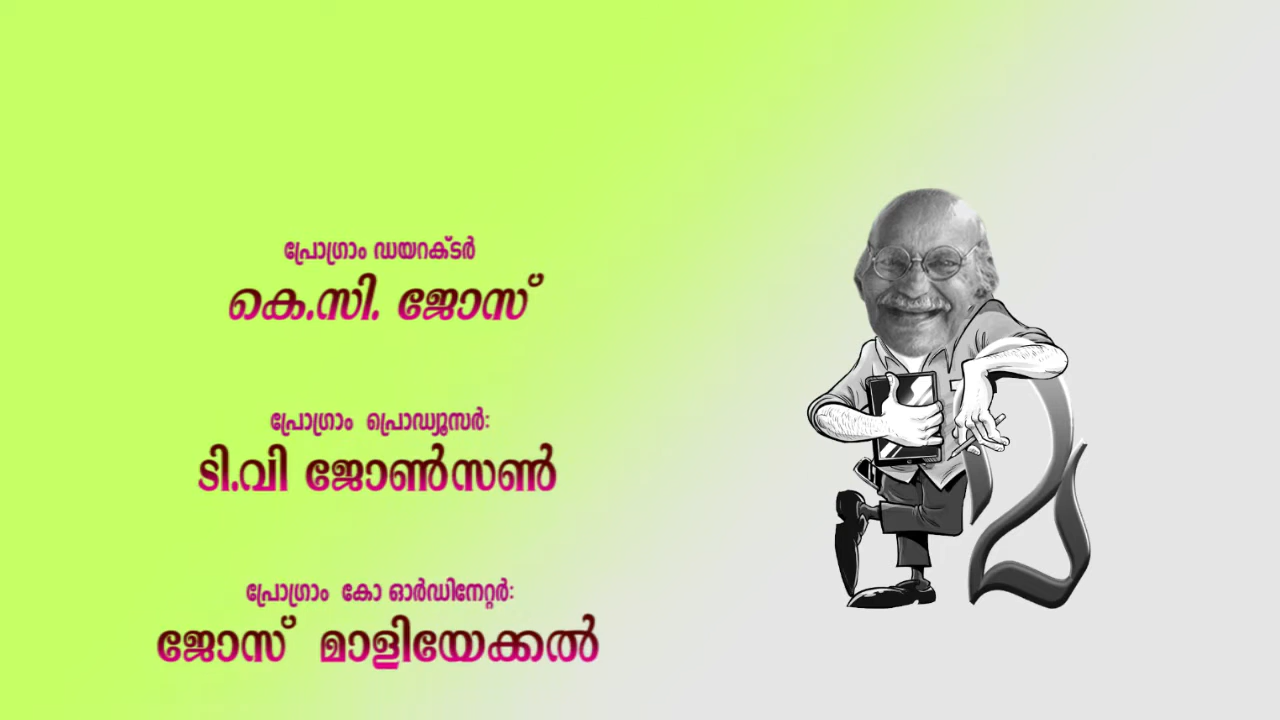 പ്രോഗ്രാം ഡയറക്ടർ
കെ.സി. ജോസ്
പ്രോഗ്രാം പ്രൊഡ്യൂസർ:
ടി.വി ജോൺസൺ
പ്രോഗ്രാം കോ ഓർഡിനേറ്റർ:
ജോസ് മാളിയേക്കൽ